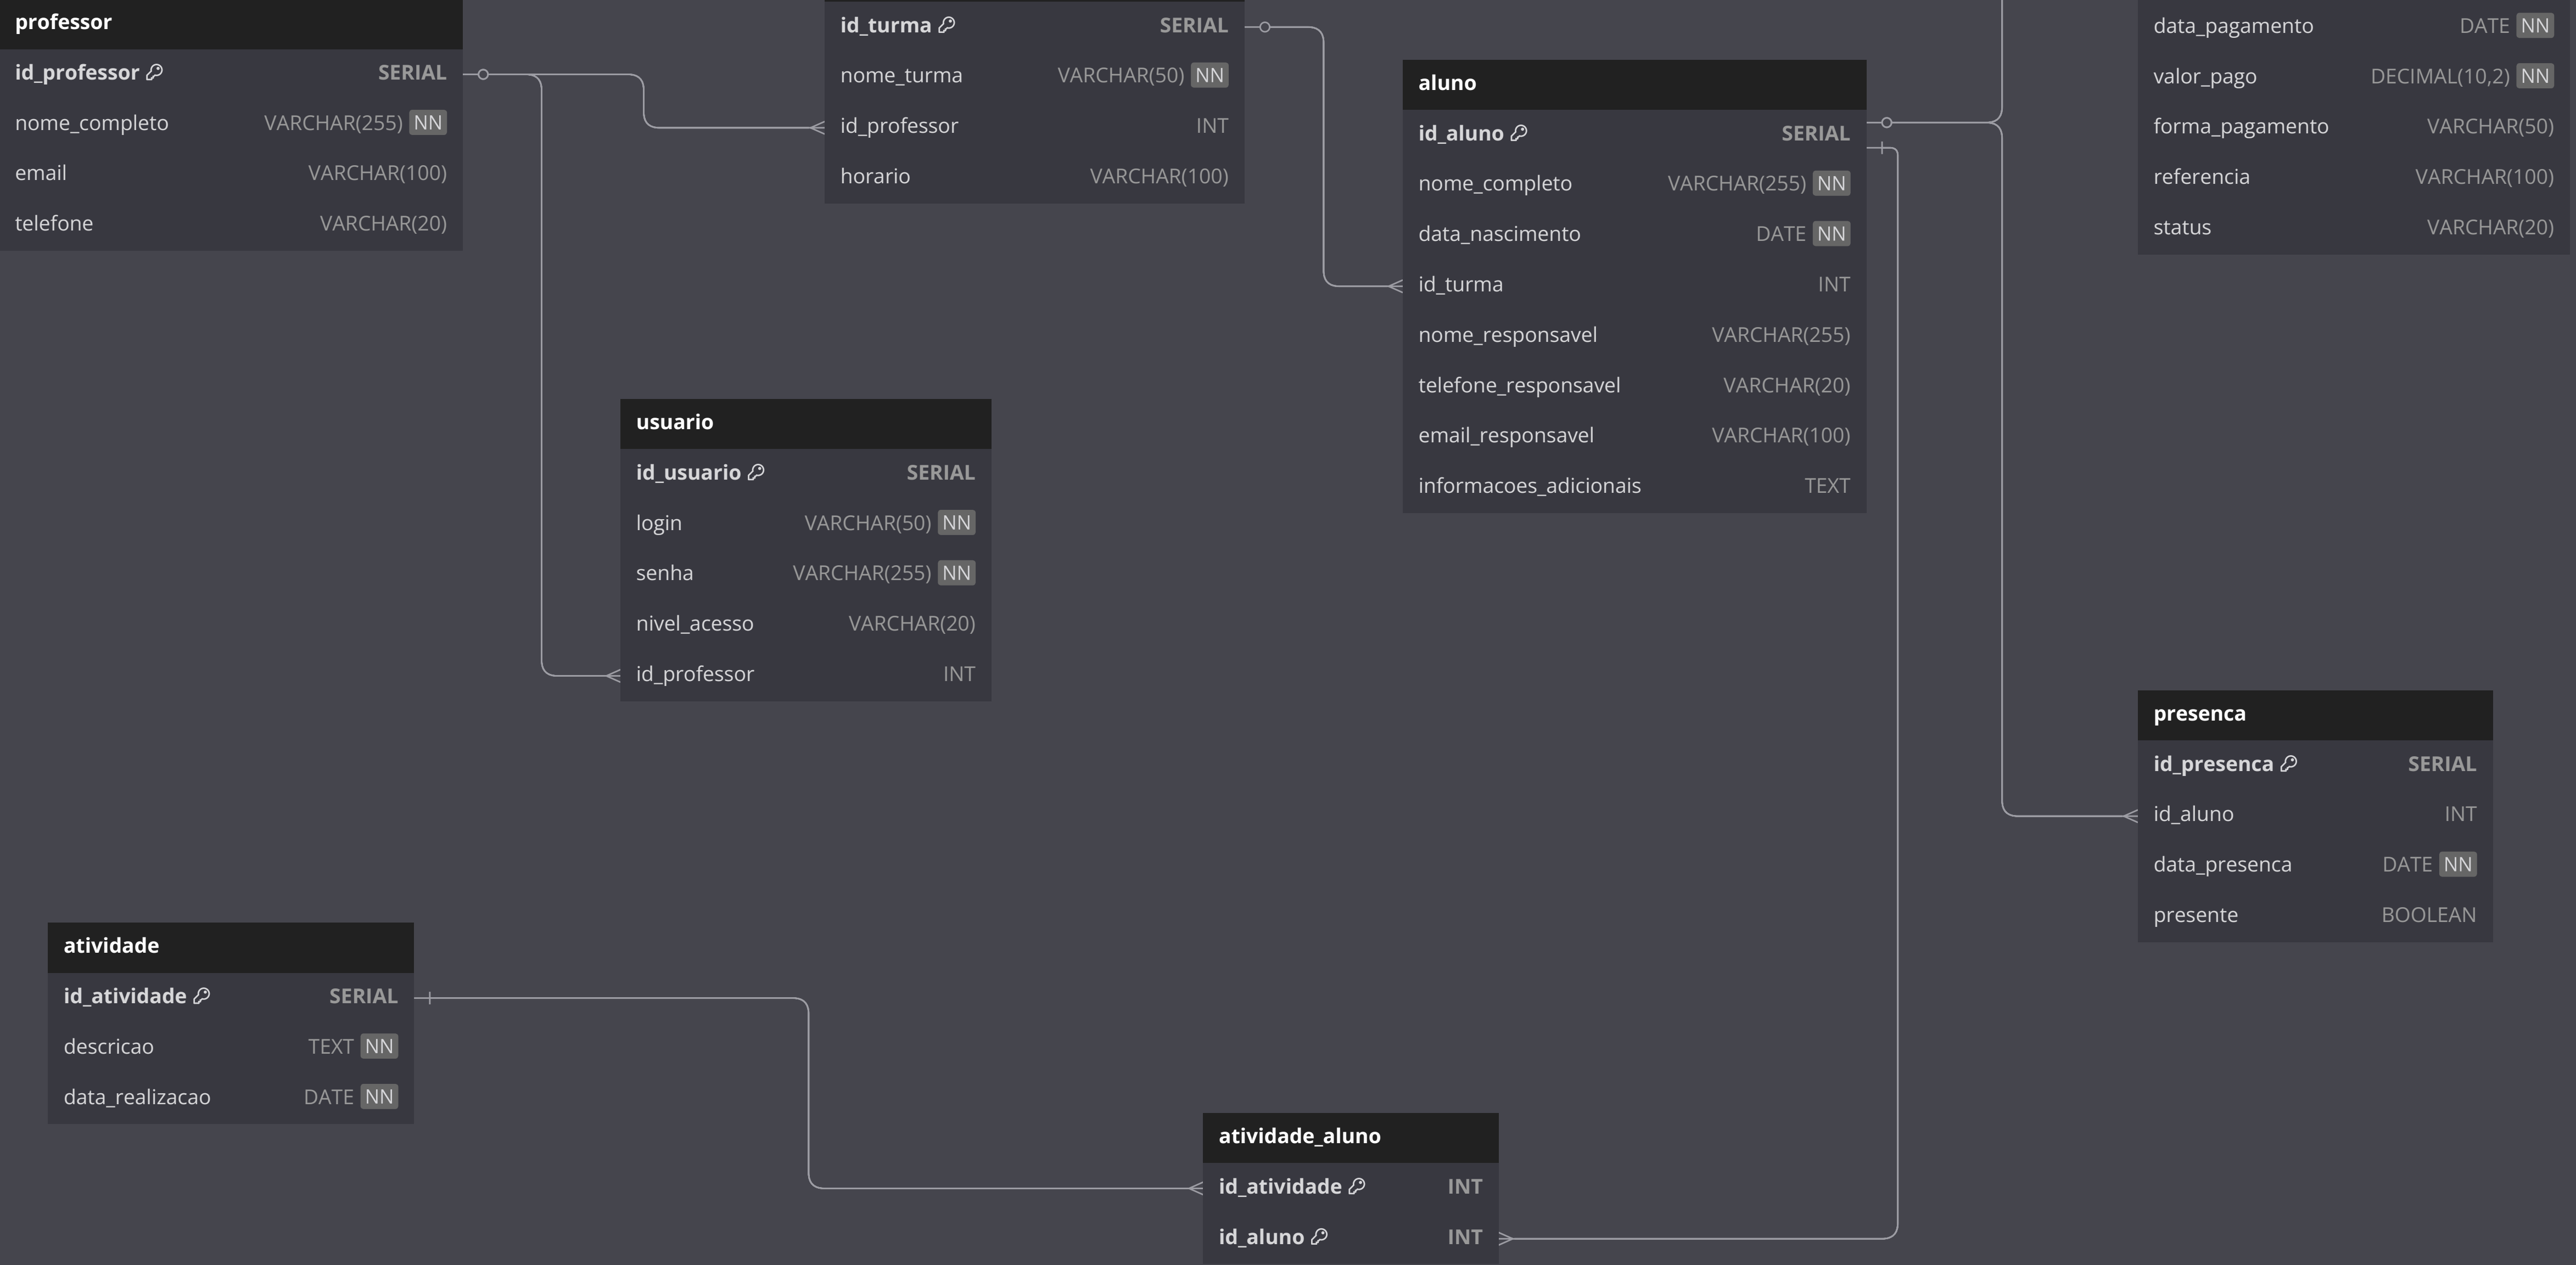 professor
id_professor SERIAL
nome_completo VARCHAR(255) NN
email VARCHAR(100)
telefone VARCHAR(20)
id_turma SERIAL
nome_turma VARCHAR(50) NN
id_professor INT
horario VARCHAR(100)
aluno
id_aluno SERIAL
nome_completo VARCHAR(255) NN
data_nascimento DATE NN
id_turma INT
nome_responsavel VARCHAR(255)
telefone_responsavel VARCHAR(20)
email_responsavel VARCHAR(100)
informacoes_adicionais TEXT
data_pagamento DATE NN
valor_pago DECIMAL(10,2) NN
forma_pagamento VARCHAR(50)
referencia VARCHAR(100)
status VARCHAR(20)
usuario
id_usuario SERIAL
login VARCHAR(50) NN
senha VARCHAR(255) NN
nivel_acesso VARCHAR(20)
id_professor INT
presenca
id_presenca SERIAL
id_aluno INT
data_presenca DATE NN
presente BOOLEAN
atividade
id_atividade SERIAL
descricao TEXT NN
data_realizacao DATE NN
atividade_aluno
id_atividade INT
id_aluno INT